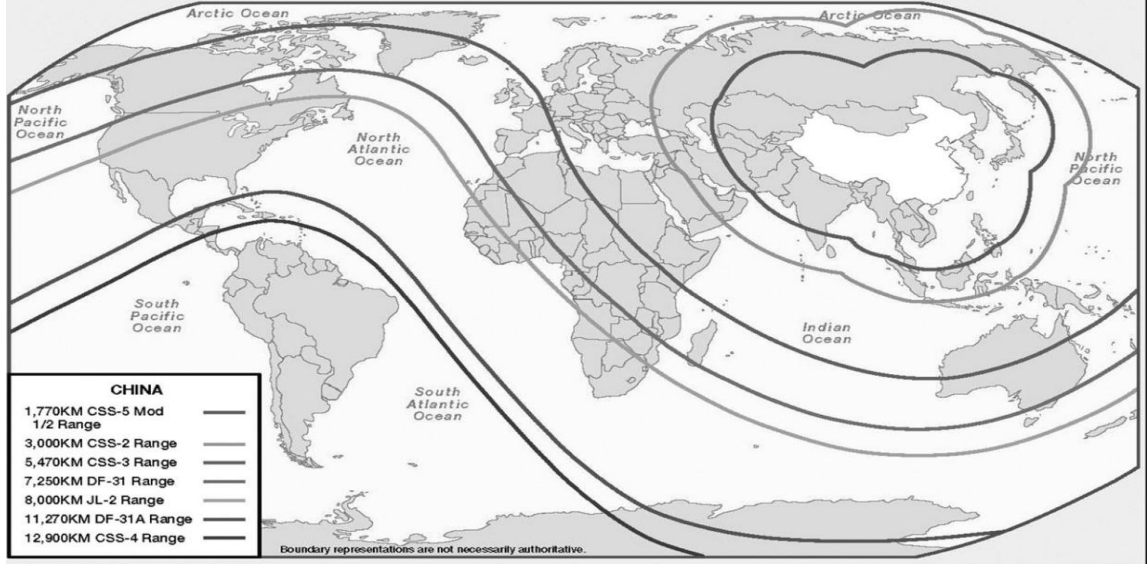 Arctic Ocean
Arctic Ocean
North
Pacific
Ocean
North
Atlantic
Ocean
North
Pacific
Ocean
South
Pacific
Ocean
Indian
Ocean
South
Atlantic
Ocean
CHINA
1,770KM CSS-5 Mod
1/2 Range
3,000KM CSS-2 Range
5,470KM CSS-3 Range
7,250KM DF-31 Range
8,000KM JL-2 Range
11,270KM DF-31A Range
12,900KM CSS-4 Range
Boundary representations are not necessarily authoritative.